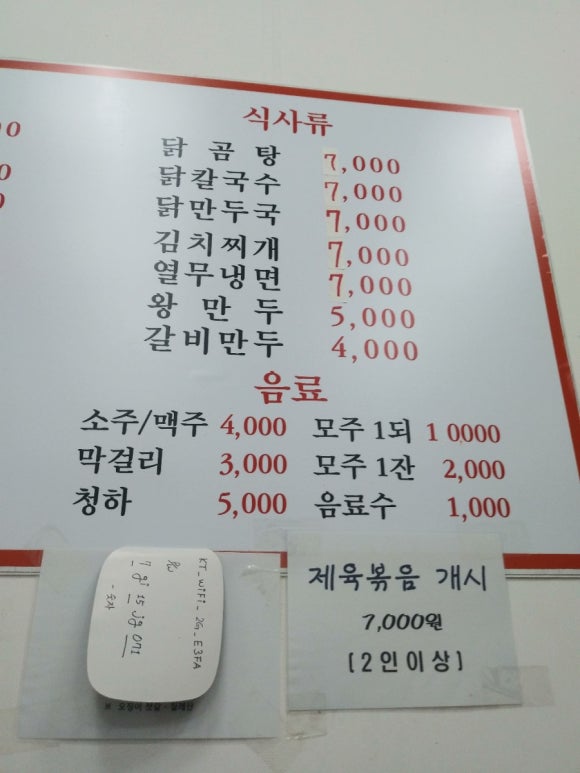 식사류
닭곰탕 7,000
닭칼국수 7,000
닭만두국 7,000
김치찌개 7,000
열무냉면 7,000
왕만두 5,000
갈비만두 4,000
음료
소주/맥주 4,000 모주 1되 1 0000
막걸리 3,000 모주 1잔 2,000
청하 5,000 음료수 1,000
제육볶음 개시
7,000원
[2인이상]
KT_WiFi_2G_E3FA